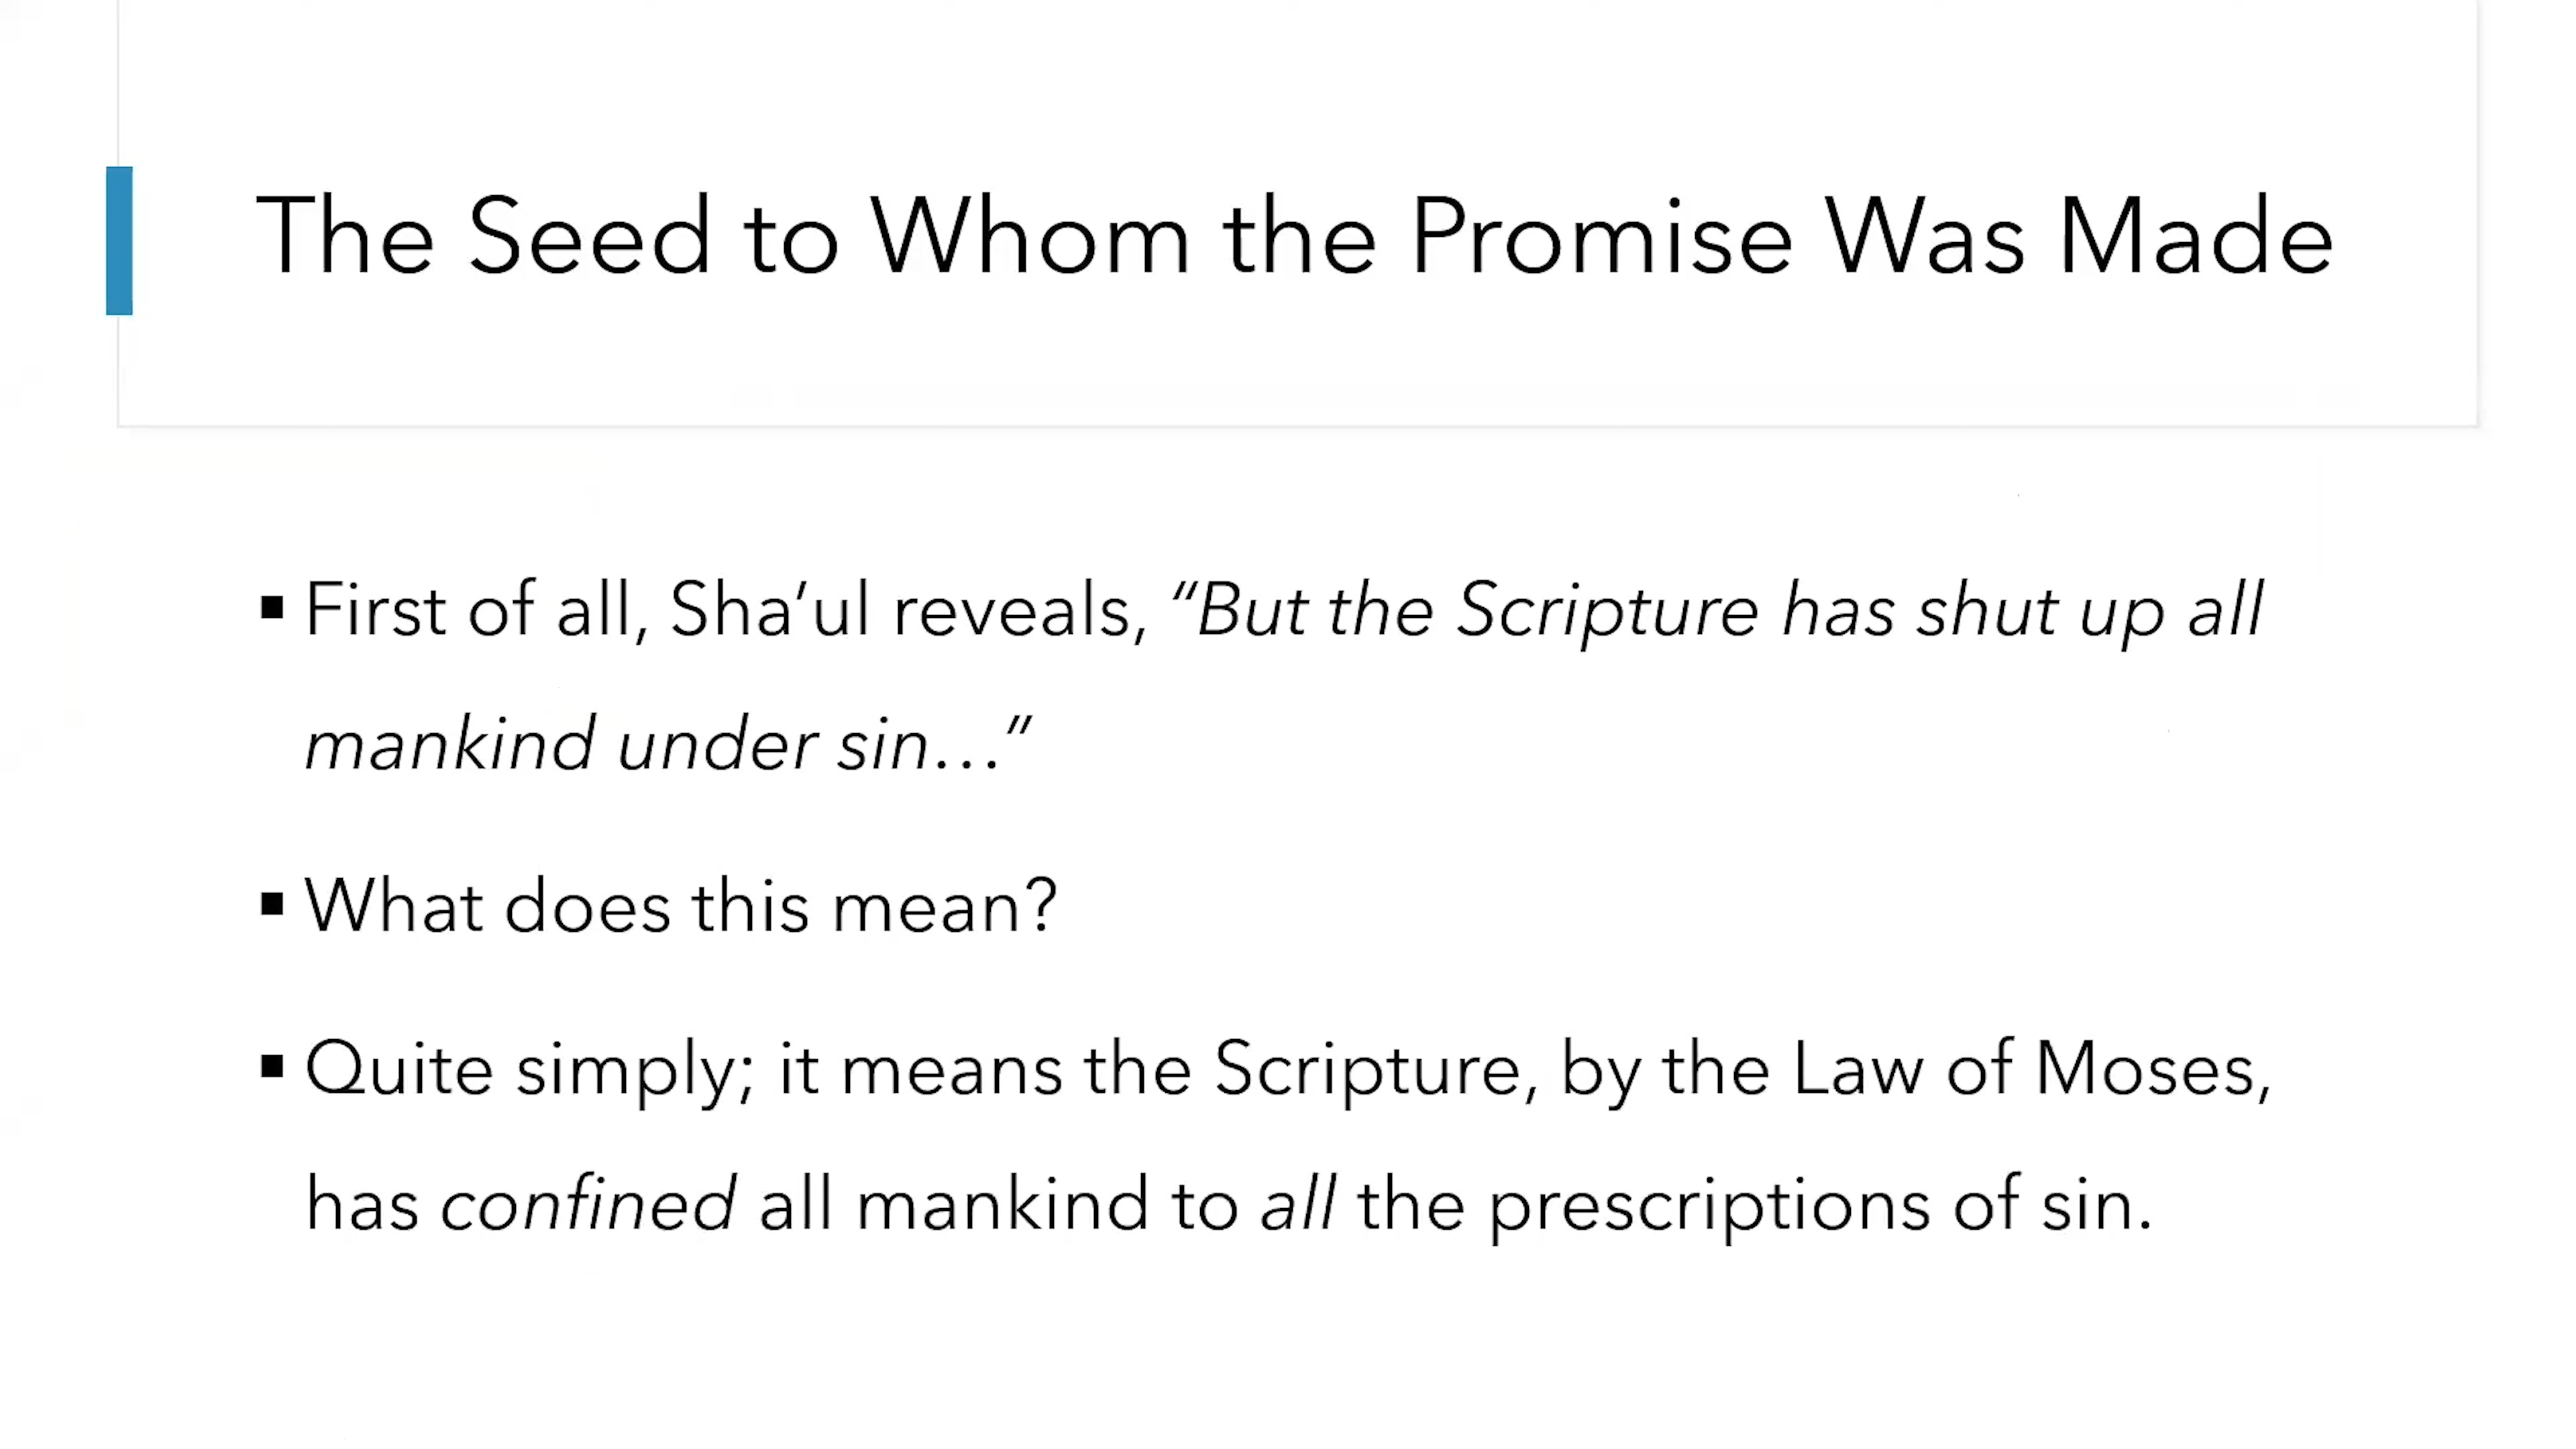 The Seed to Whom the Promise Was Made
▪ First of all, Sha’ul reveals, “But the Scripture has shut up all
mankind under sin…”
▪ What does this mean?
▪ Quite simply; it means the Scripture, by the Law of Moses,
has confined all mankind to all the prescriptions of sin.